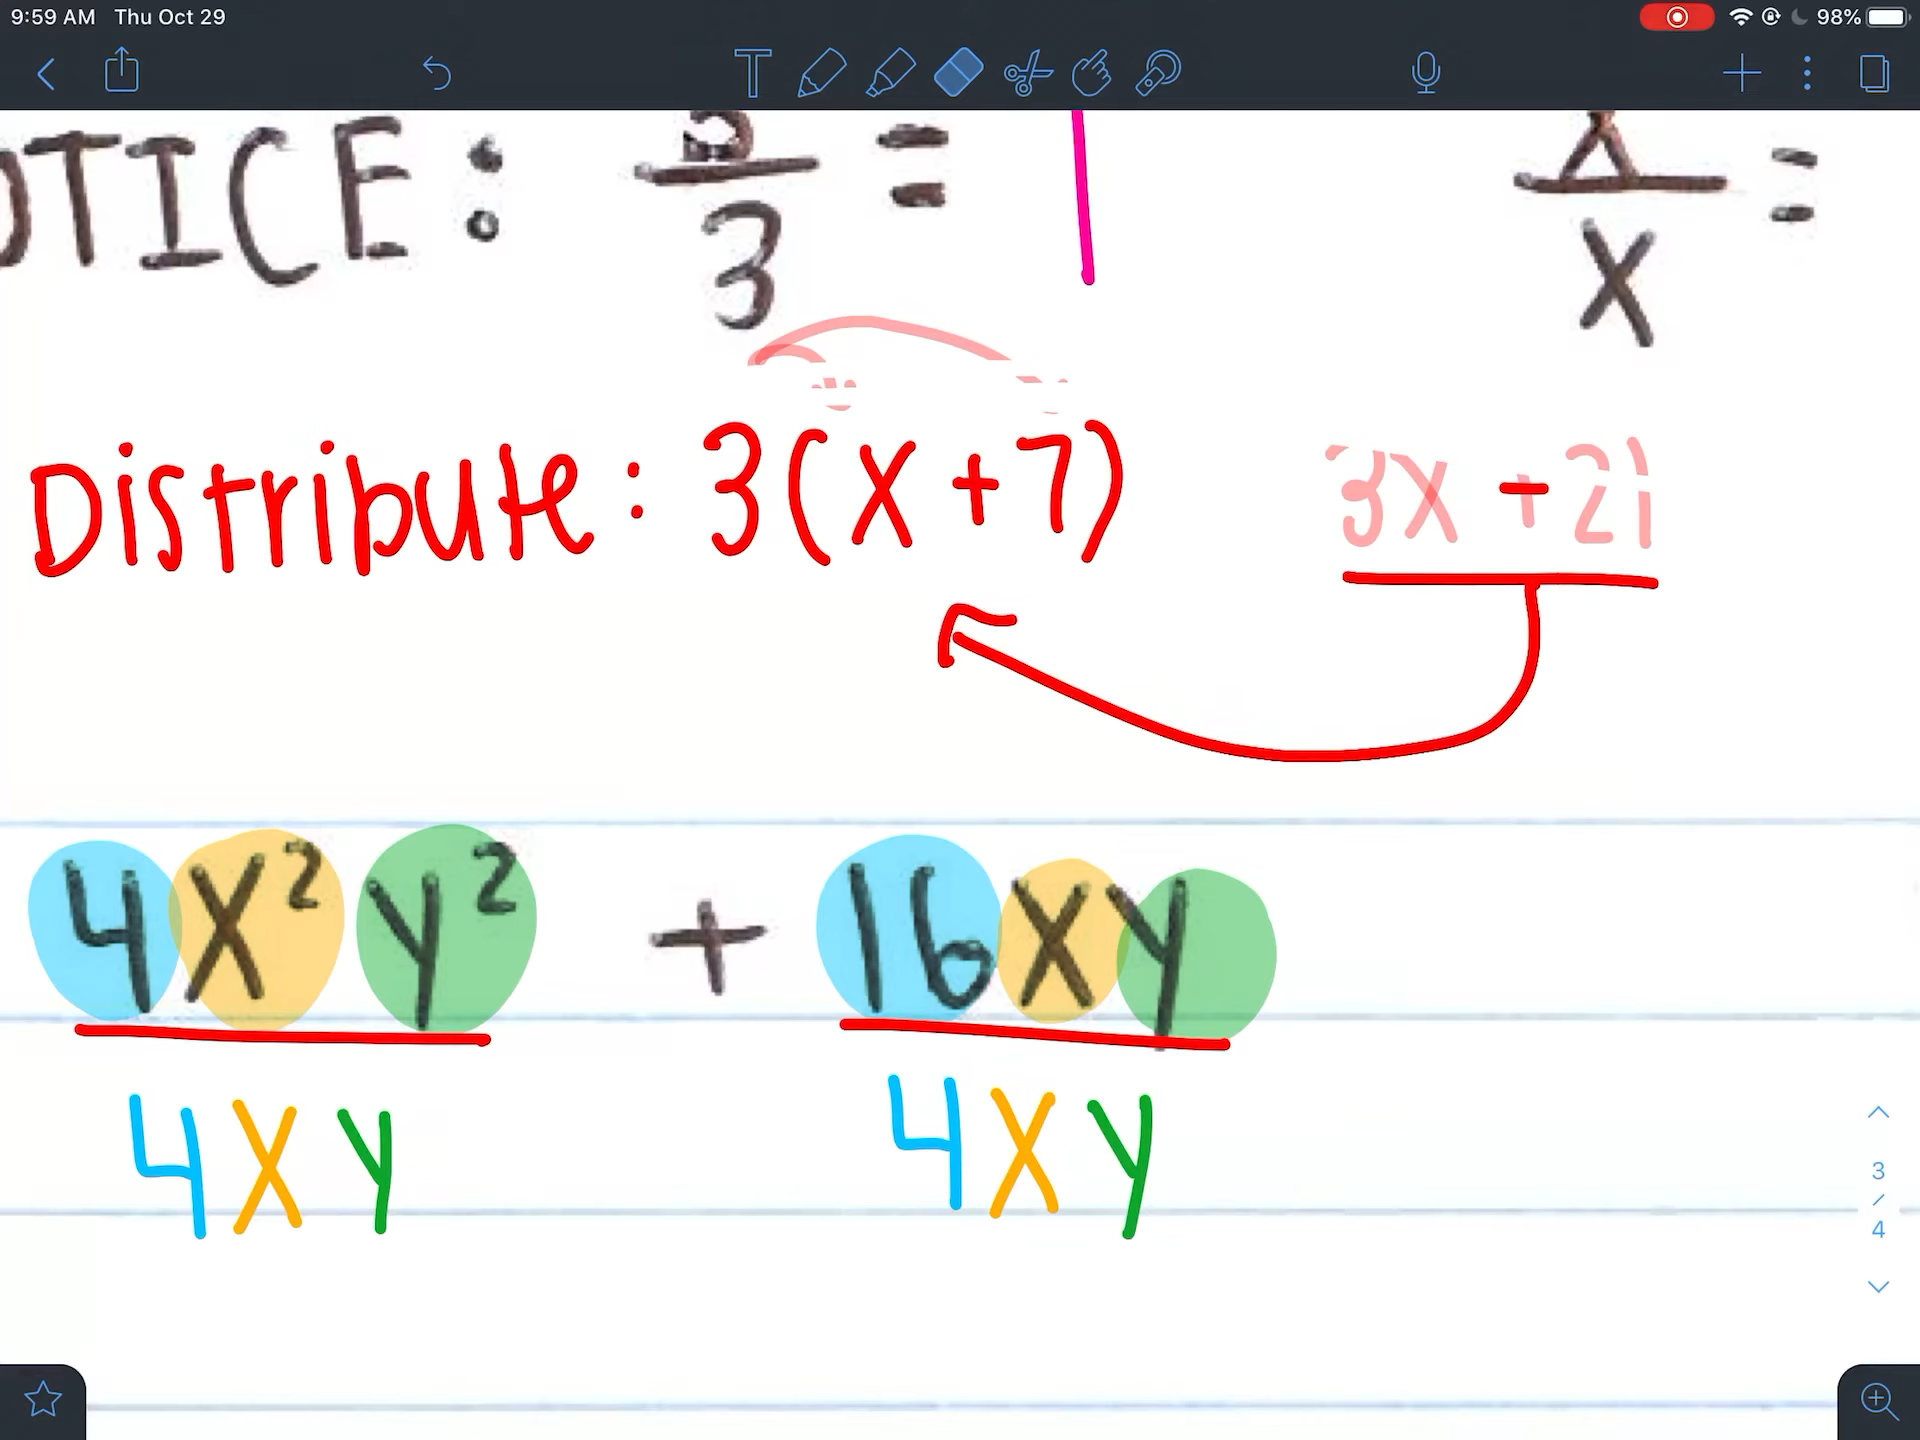 9:59 AM Thu Oct 29 98%
T
OTICE: 3/3 = 1 x/x =
Distribute: 3(x+7) 3x + 21
4x²y² + 16xy
4xy 4xy
3
/
4